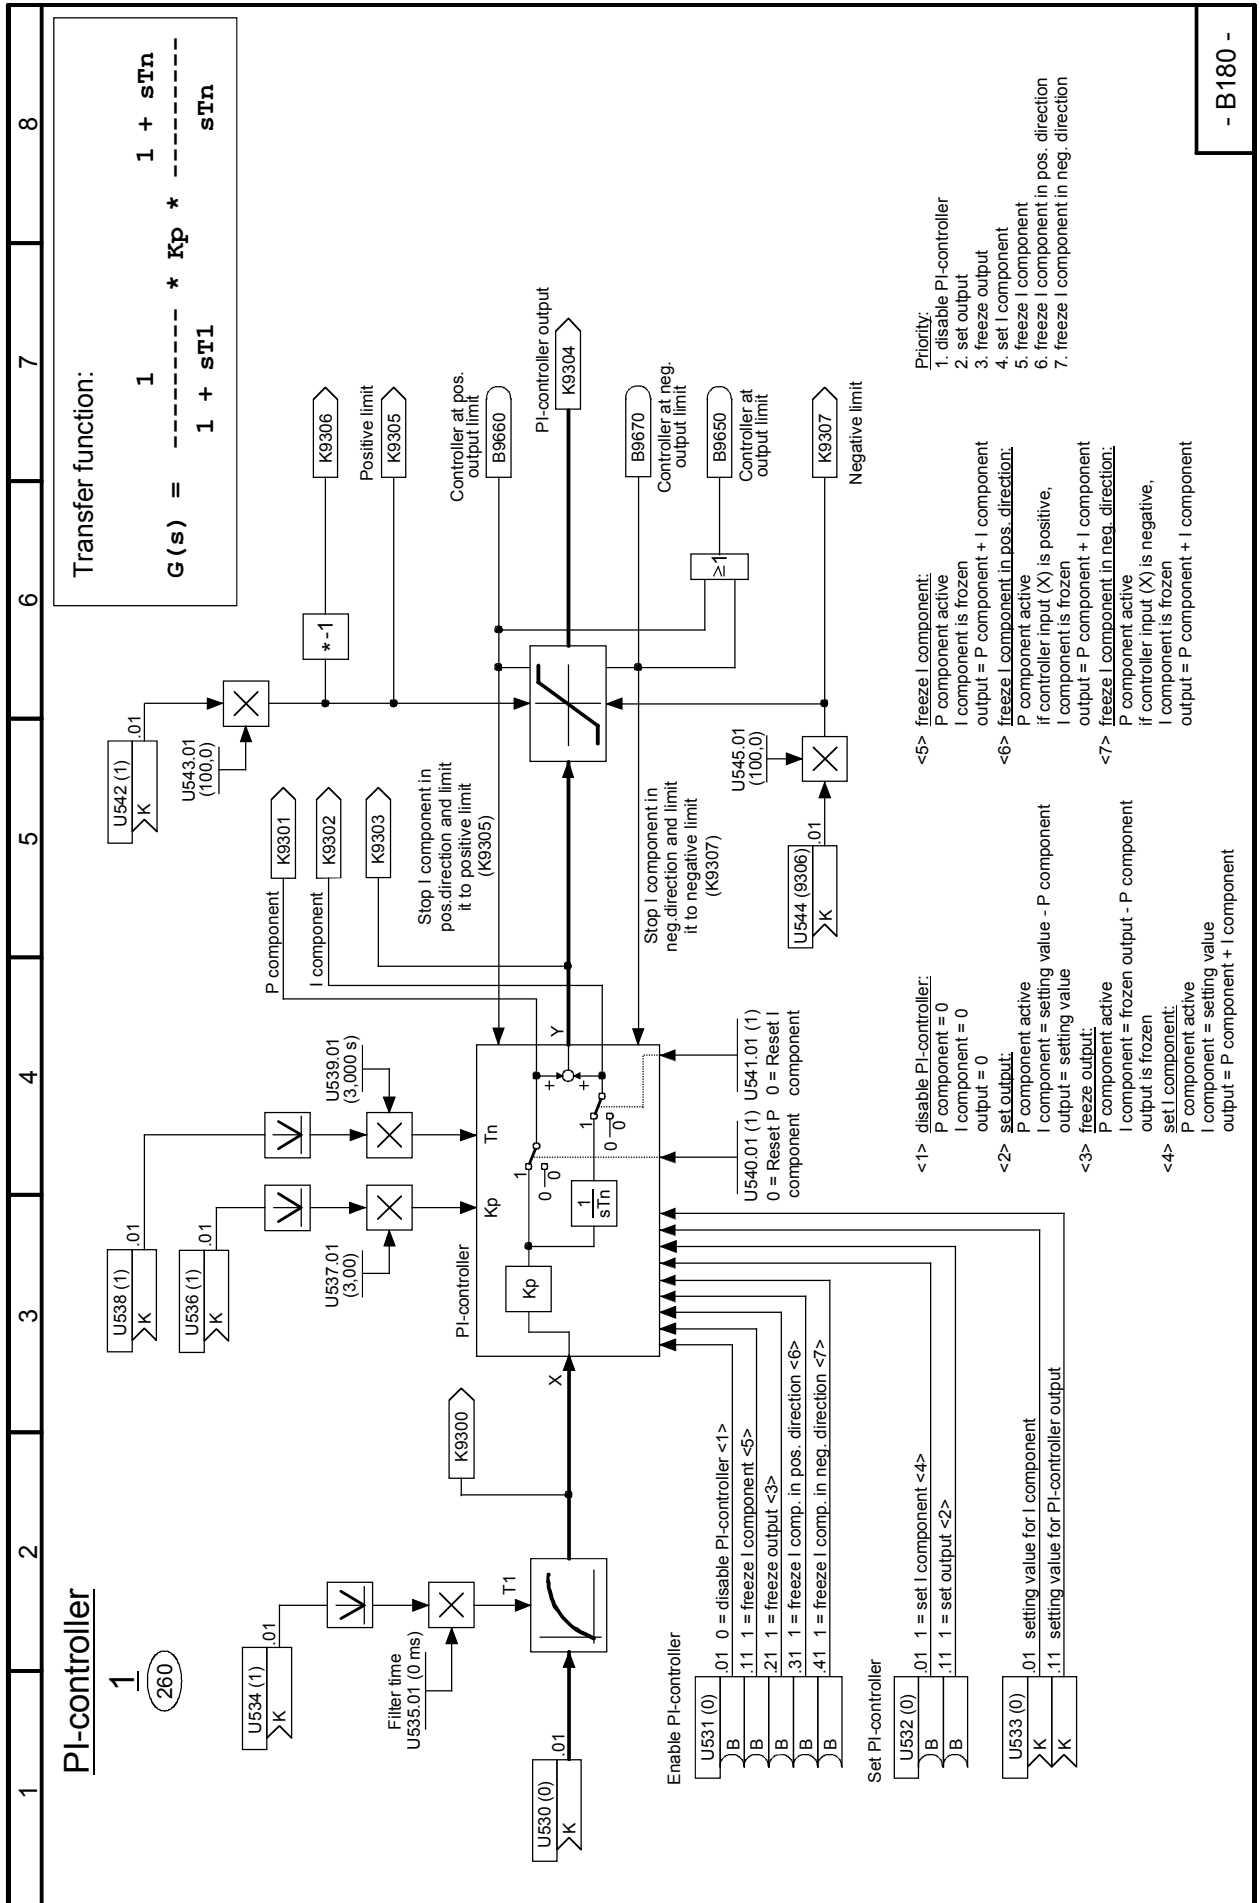 1 2 3 4 5 6 7 8
PI-controller
1
260
Transfer function:
1 1 + sTn
G(s) = -------- * Kp * ---------
1 + sT1 sTn
U534 (1)
K
.01
Filter time
U535.01 (0 ms)
T1
U530 (0)
K
.01
K9300
X
U538 (1)
K
.01
U536 (1)
K
.01
U537.01
(3,00)
U539.01
(3,000 s)
PI-controller
Kp
Tn
Kp
1
sTn
1
0
0
1
0
0
+
+
Y
U540.01 (1)
0 = Reset P
component
U541.01 (1)
0 = Reset I
component
P component
K9301
I component
K9302
K9303
Stop I component in
pos.direction and limit
it to positive limit
(K9305)
Stop I component in
neg.direction and limit
it to negative limit
(K9307)
U542 (1)
K
.01
U543.01
(100,0)
U545.01
(100,0)
U544 (9306)
K
.01
*-1
K9306
Positive limit
K9305
Controller at pos.
output limit
B9660
PI-controller output
K9304
B9670
Controller at neg.
output limit
≥1
B9650
Controller at
output limit
K9307
Negative limit
Enable PI-controller
U531 (0)
B .01 0 = disable PI-controller <1>
B .11 1 = freeze I component <5>
B .21 1 = freeze output <3>
B .31 1 = freeze I comp. in pos. direction <6>
B .41 1 = freeze I comp. in neg. direction <7>
Set PI-controller
U532 (0)
B .01 1 = set I component <4>
B .11 1 = set output <2>
U533 (0)
K .01 setting value for I component
K .11 setting value for PI-controller output
<1> disable PI-controller:
P component = 0
I component = 0
output = 0
<2> set output:
P component active
I component = setting value - P component
output = setting value
<3> freeze output:
P component active
I component = frozen output - P component
output is frozen
<4> set I component:
P component active
I component = setting value
output = P component + I component
<5> freeze I component:
P component active
I component is frozen
output = P component + I component
<6> freeze I component in pos. direction:
P component active
if controller input (X) is positive,
I component is frozen
output = P component + I component
<7> freeze I component in neg. direction:
P component active
if controller input (X) is negative,
I component is frozen
output = P component + I component
Priority:
1. disable PI-controller
2. set output
3. freeze output
4. set I component
5. freeze I component
6. freeze I component in pos. direction
7. freeze I component in neg. direction
- B180 -